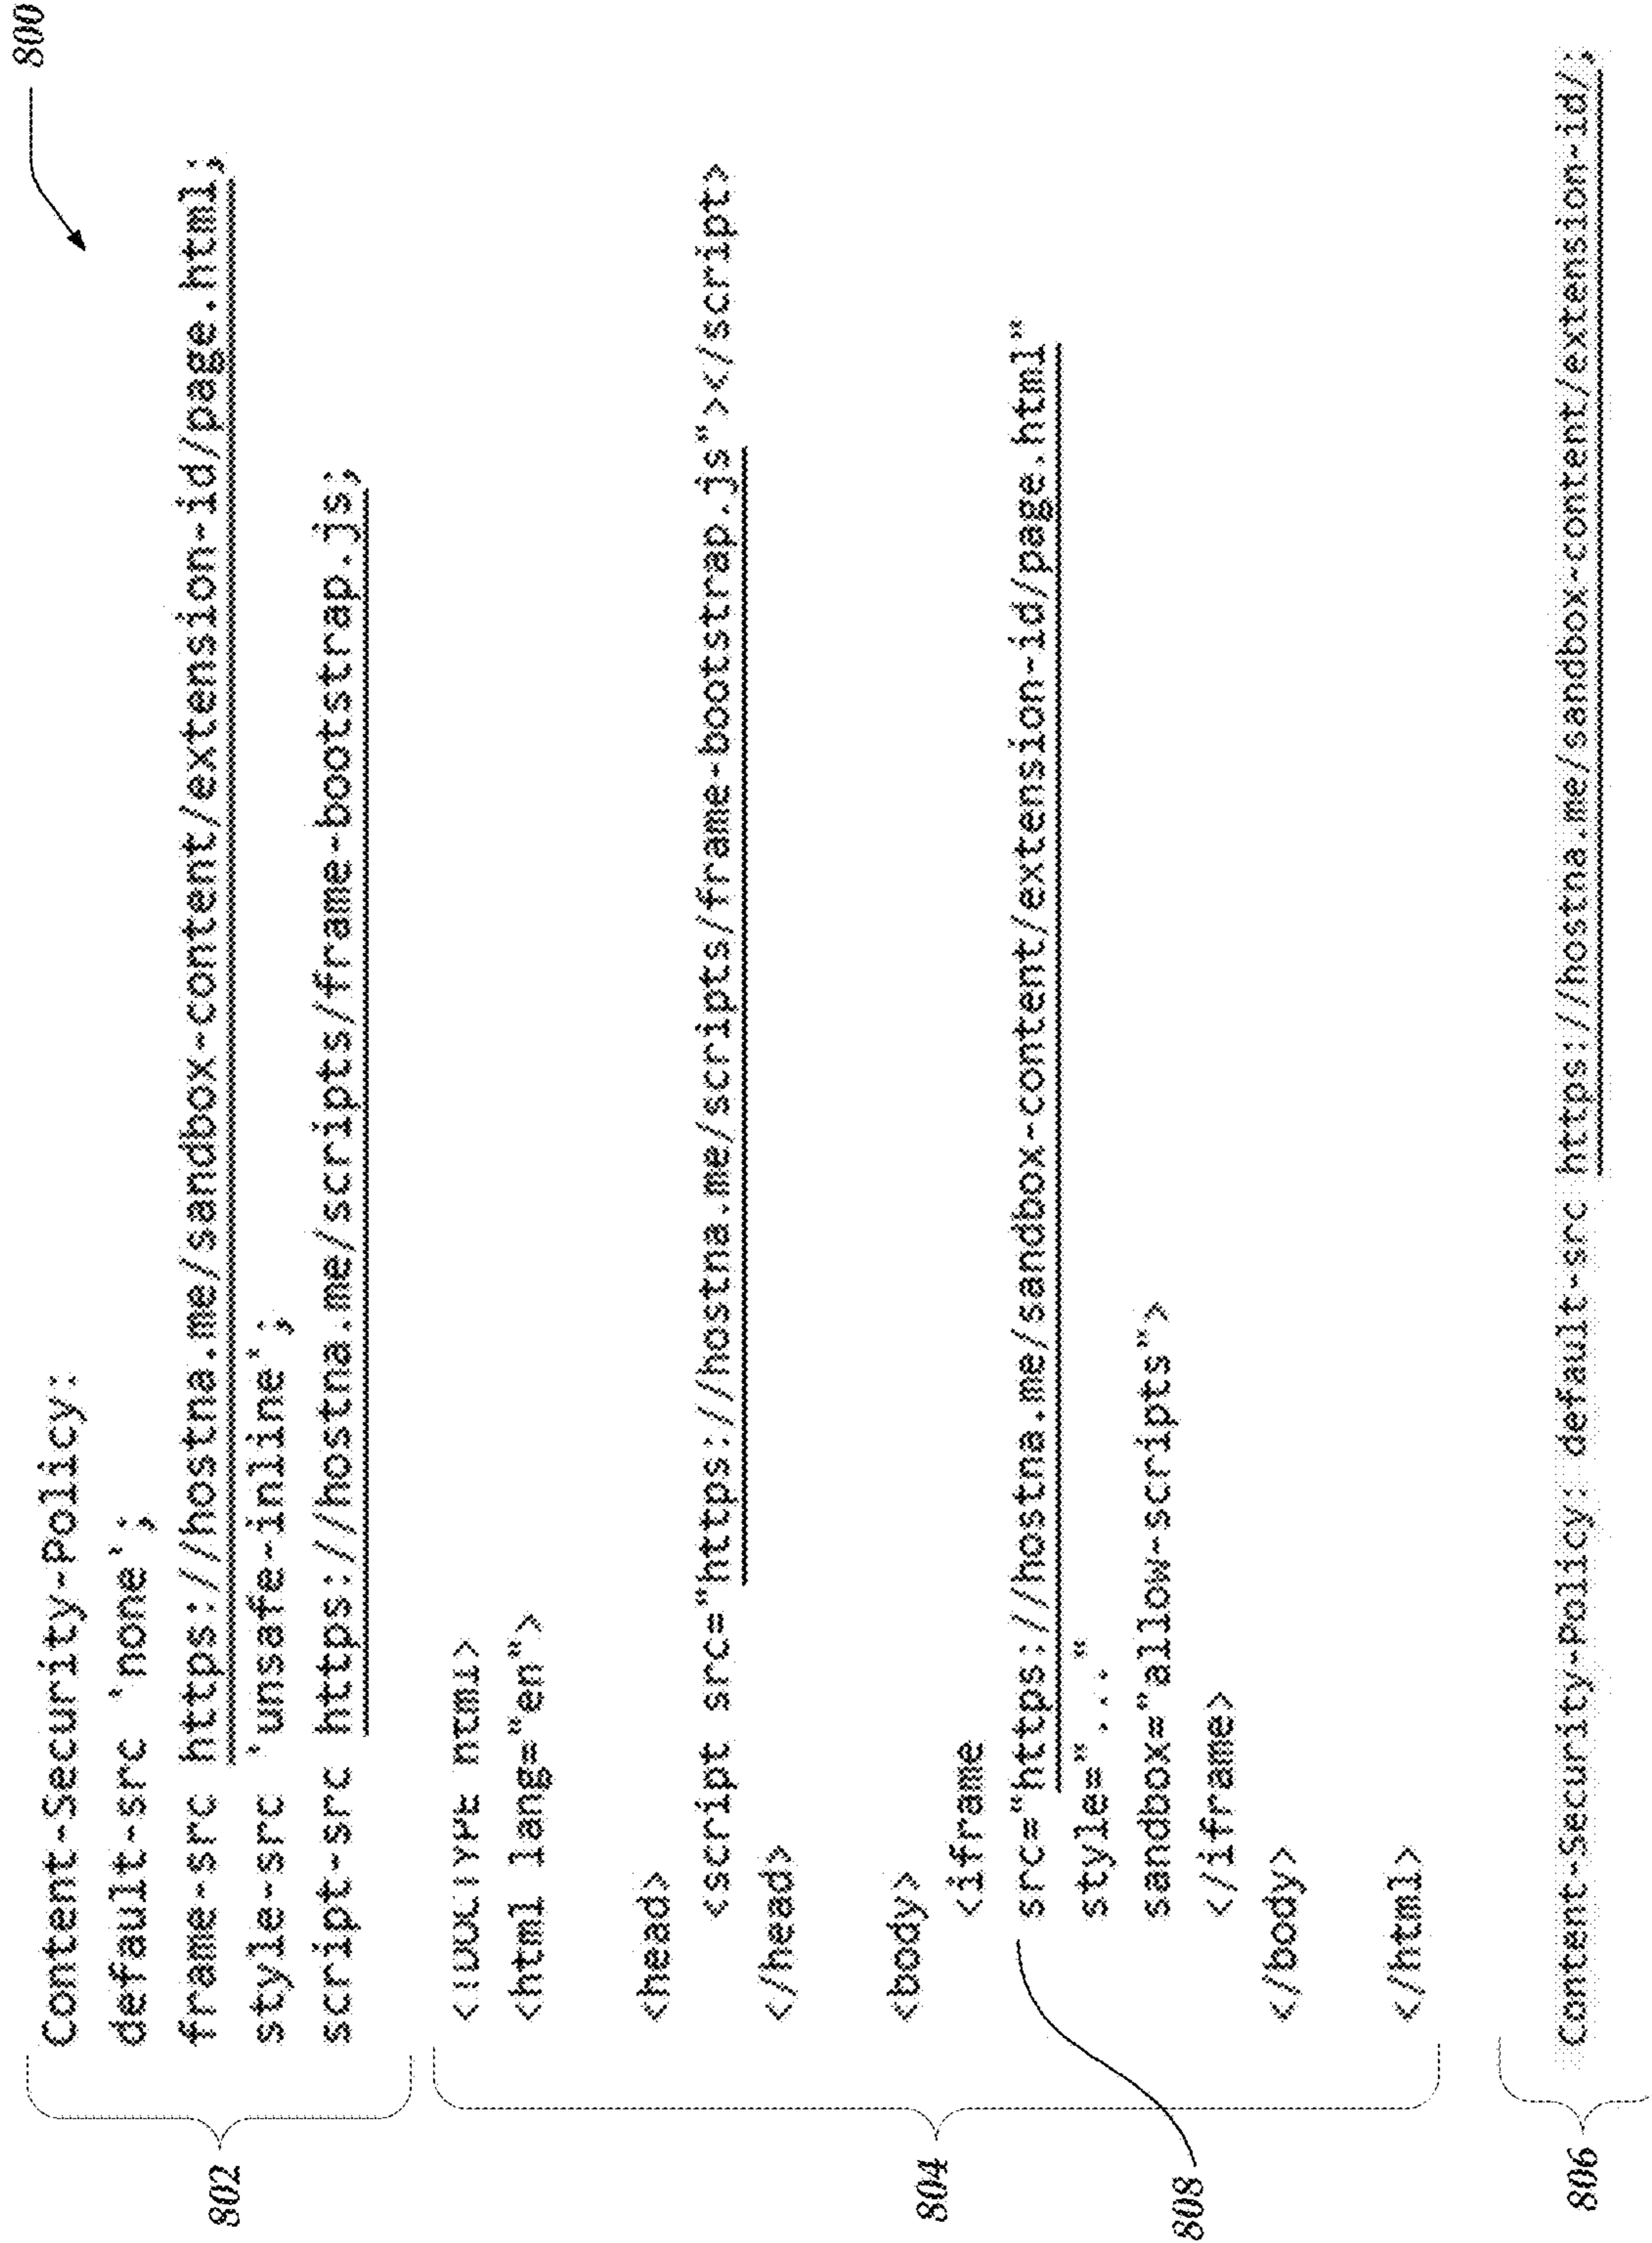 800
Content-Security-Policy:
default-src 'none';
frame-src https://hostna.me/sandbox-content/extension-id/page.html;
style-src 'unsafe-inline';
script-src https://hostna.me/scripts/frame-bootstrap.js;
802
<!DOCTYPE html>
<html lang="en">
<head>
<script src="https://hostna.me/scripts/frame-bootstrap.js"></script>
</head>
<body>
<iframe
src="https://hostna.me/sandbox-content/extension-id/page.html"
style="..."
sandbox="allow-scripts">
</iframe>
</body>
</html>
804
808
Content-Security-Policy: default-src https://hostna.me/sandbox-content/extension-id/;
806